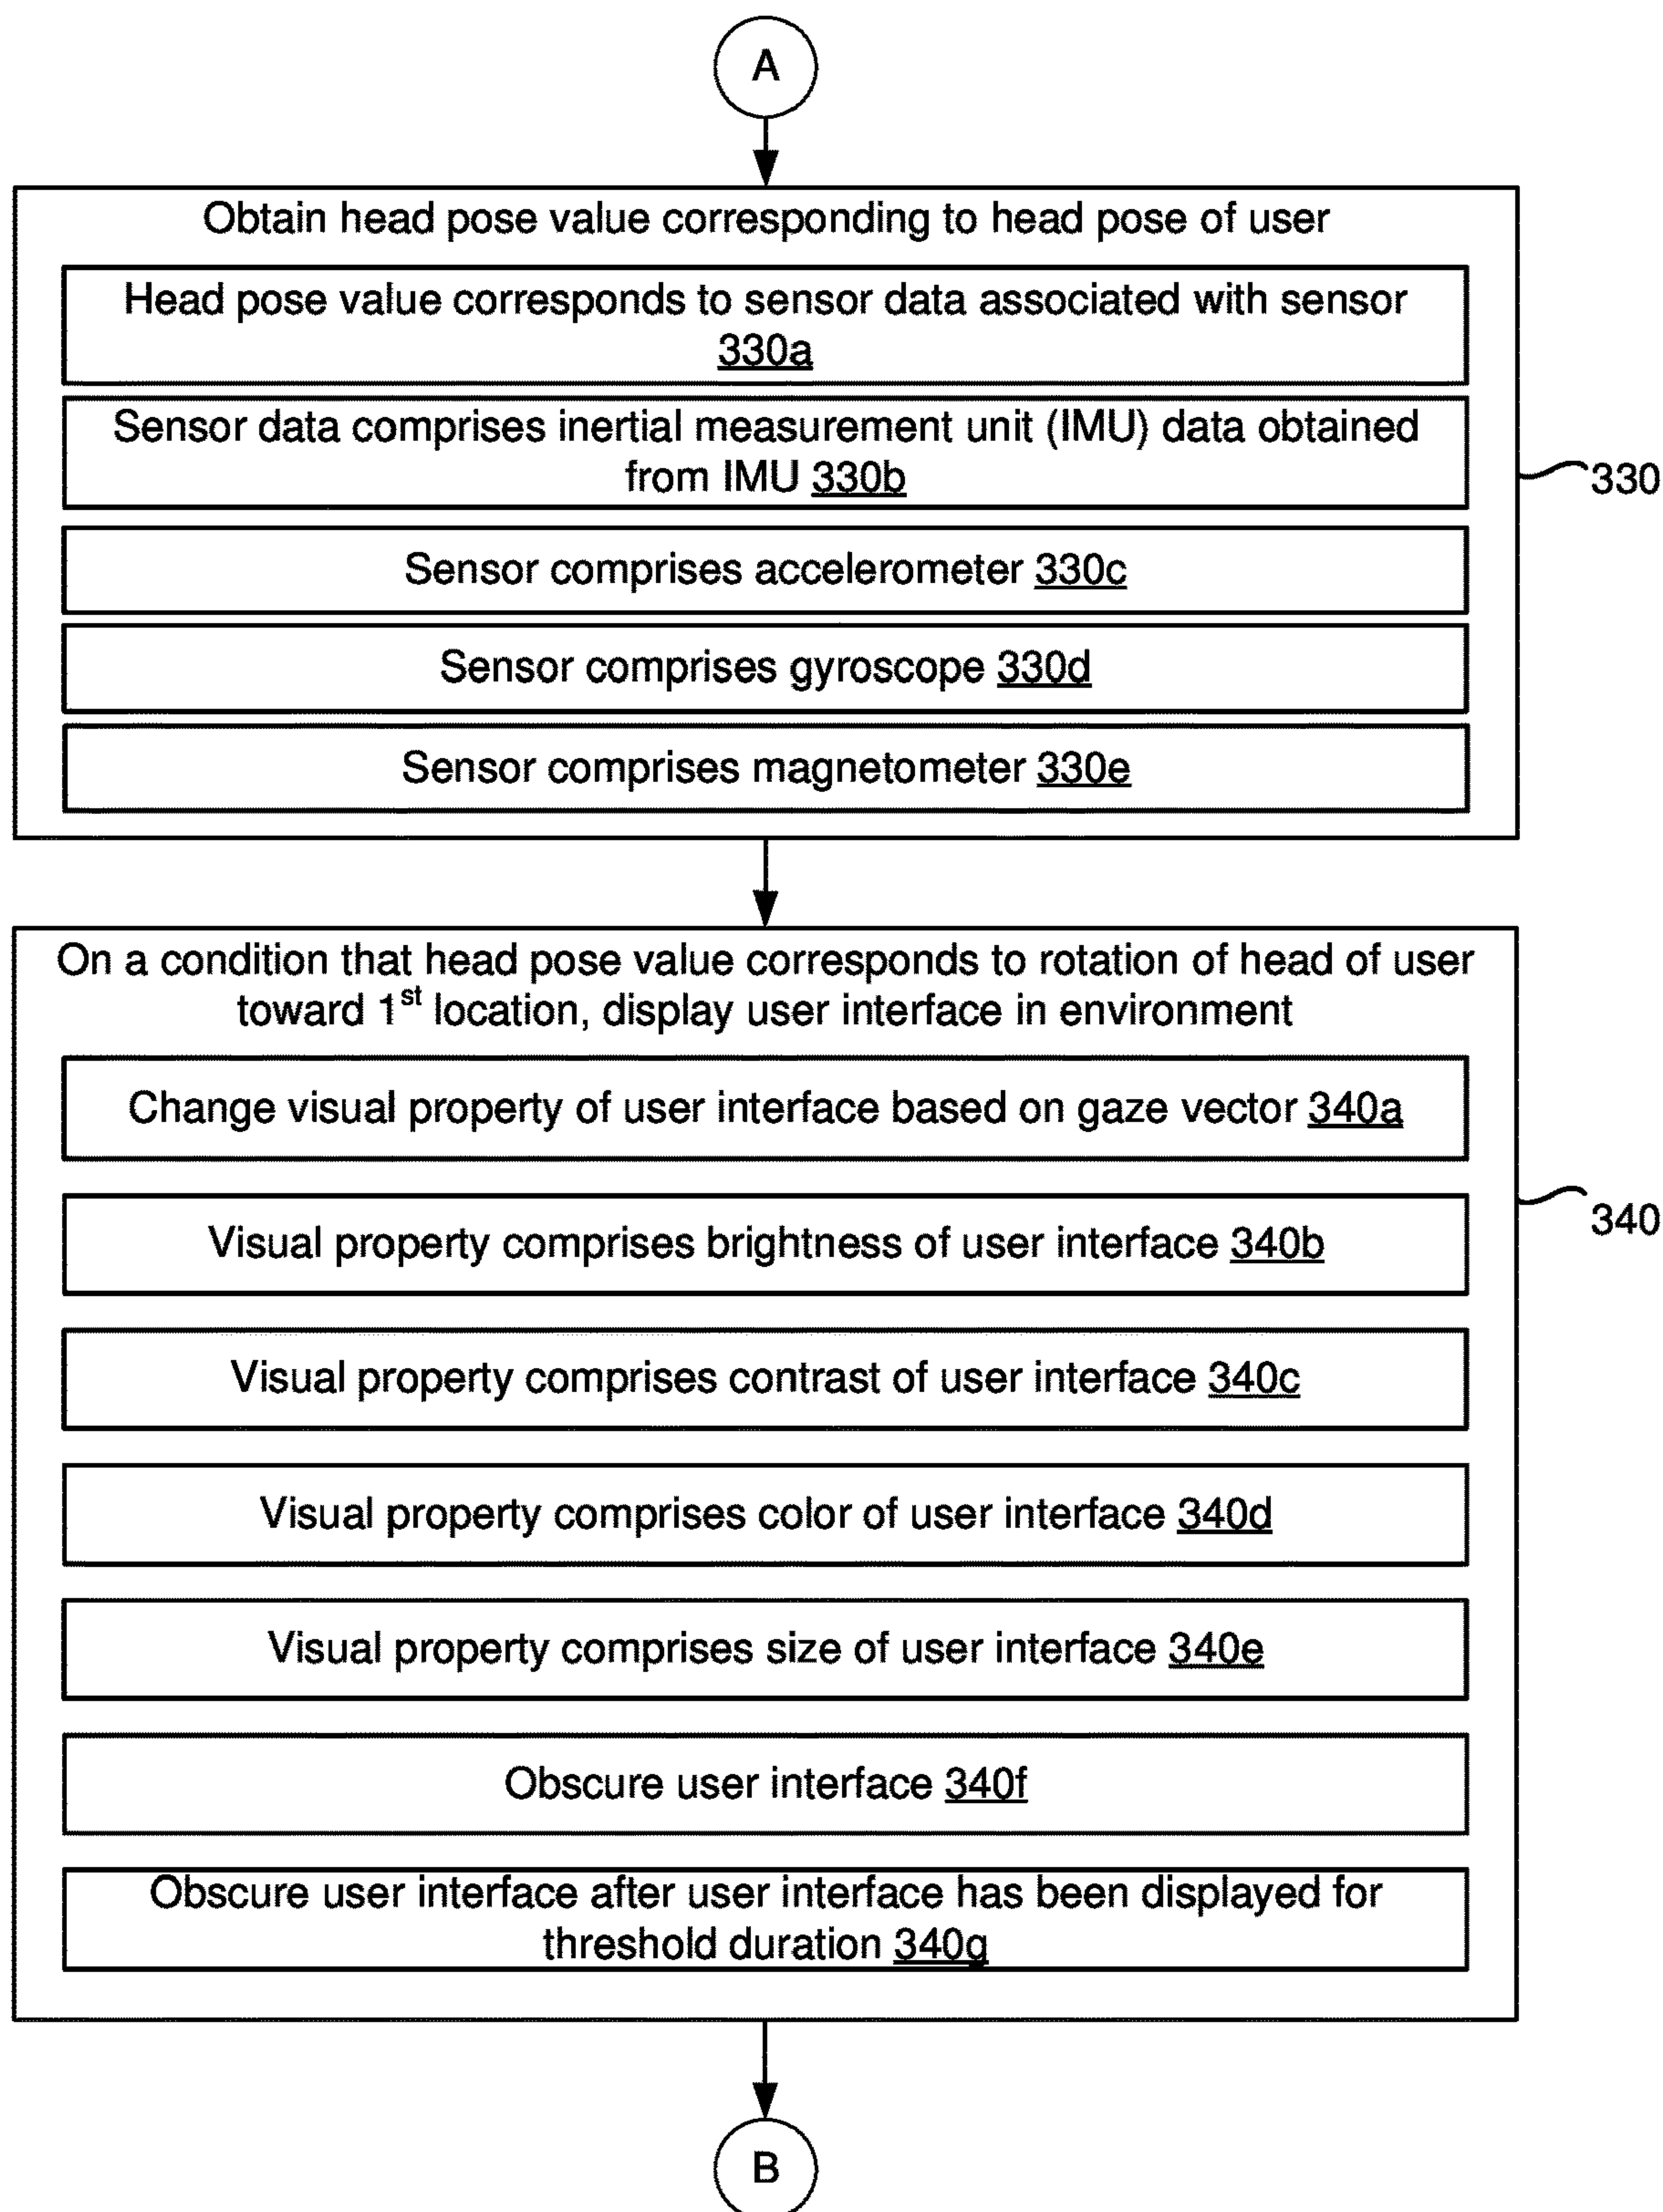 A
Obtain head pose value corresponding to head pose of user
Head pose value corresponds to sensor data associated with sensor
330a
Sensor data comprises inertial measurement unit (IMU) data obtained
from IMU 330b
330
Sensor comprises accelerometer 330c
Sensor comprises gyroscope 330d
Sensor comprises magnetometer 330e
On a condition that head pose value corresponds to rotation of head of user
toward 1st location, display user interface in environment
Change visual property of user interface based on gaze vector 340a
340
Visual property comprises brightness of user interface 340b
Visual property comprises contrast of user interface 340c
Visual property comprises color of user interface 340d
Visual property comprises size of user interface 340e
Obscure user interface 340f
Obscure user interface after user interface has been displayed for
threshold duration 340g
B